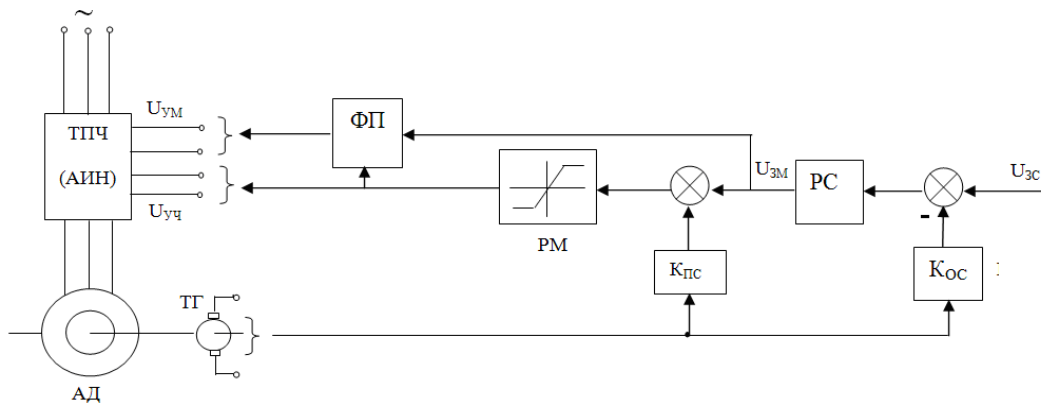 ~
U_УМ
ТПЧ
(АИН)
U_УЧ
ФП
РМ
U_ЗМ
РС
U_ЗС
-
К_ПС
К_ОС
:
ТГ
АД